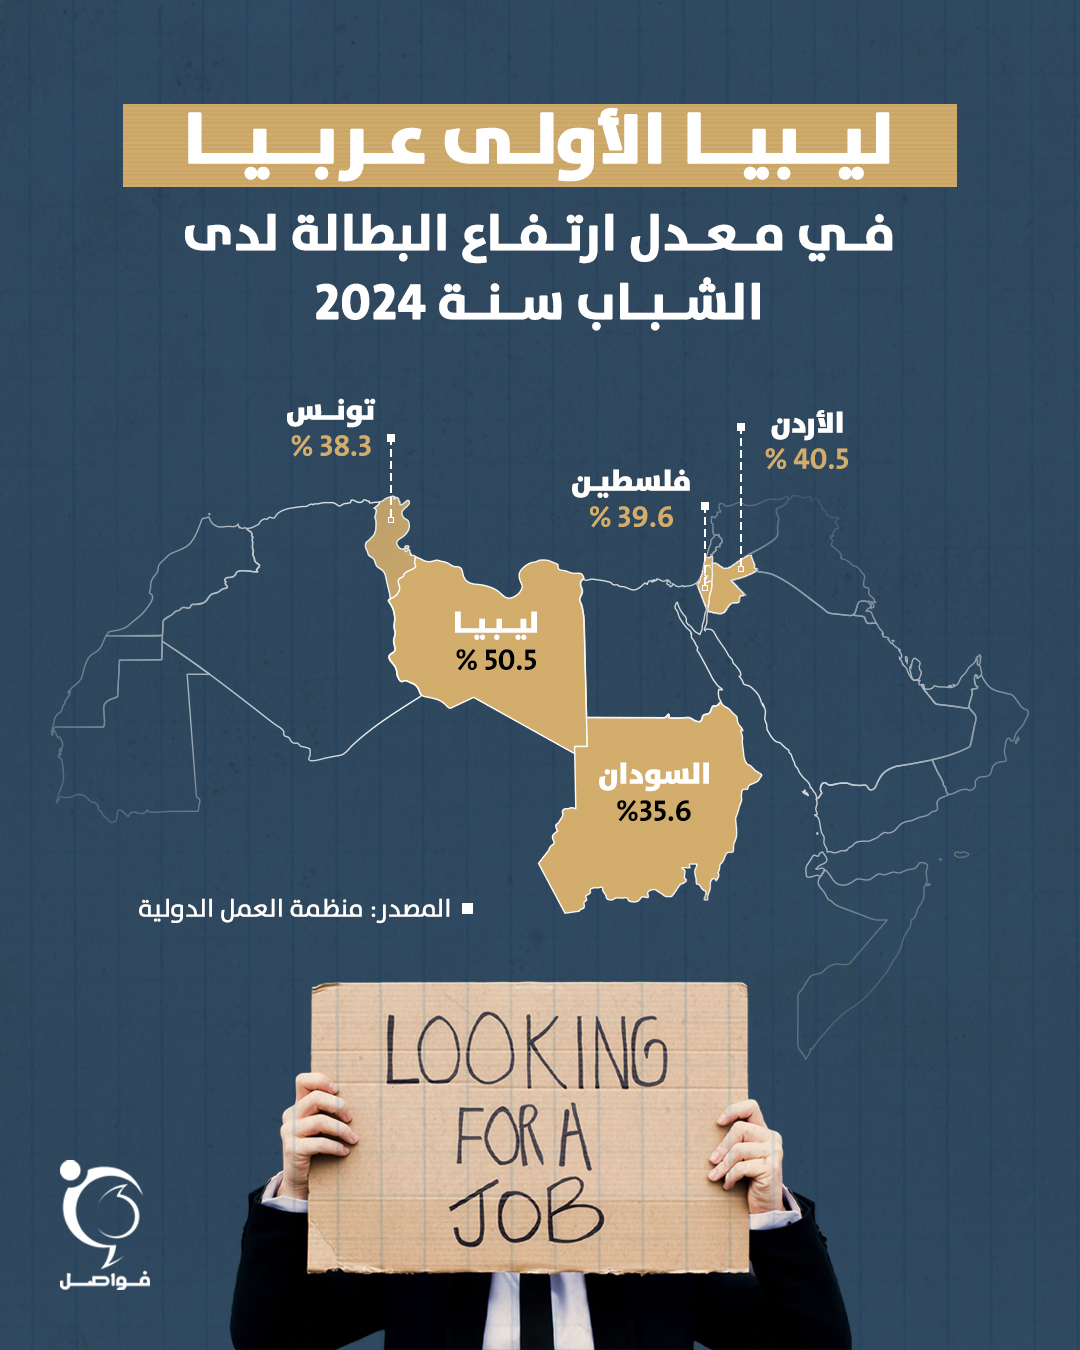 ليبيا الأولى عربيا
في معدل ارتفاع البطالة لدى
الشباب سنة 2024
تونس
% 38.3
الأردن
% 40.5
فلسطين
% 39.6
ليبيا
% 50.5
السودان
%35.6
المصدر: منظمة العمل الدولية
LOOKING
FOR A
JOB
فواصل